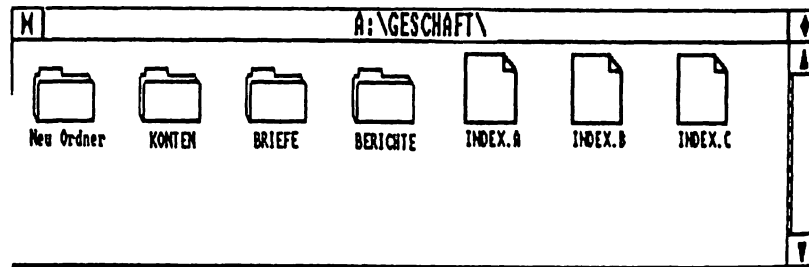 A:\GESCHAFT\
Neu Ordner KONTEN BRIEFE BERICHTE INDEX.A INDEX.B INDEX.C